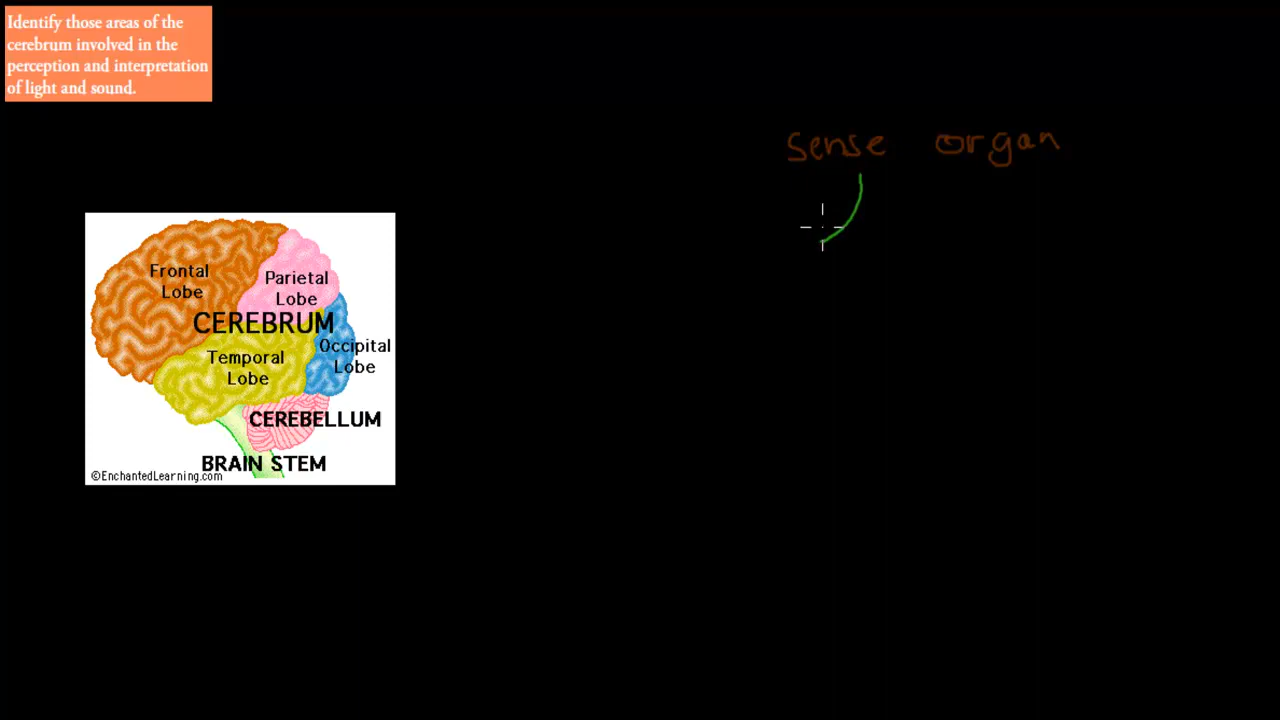 Identify those areas of the
cerebrum involved in the
perception and interpretation
of light and sound.
sense organ
Frontal
Lobe
Parietal
Lobe
CEREBRUM
Temporal
Lobe
Occipital
Lobe
CEREBELLUM
BRAIN STEM
©EnchantedLearning.com